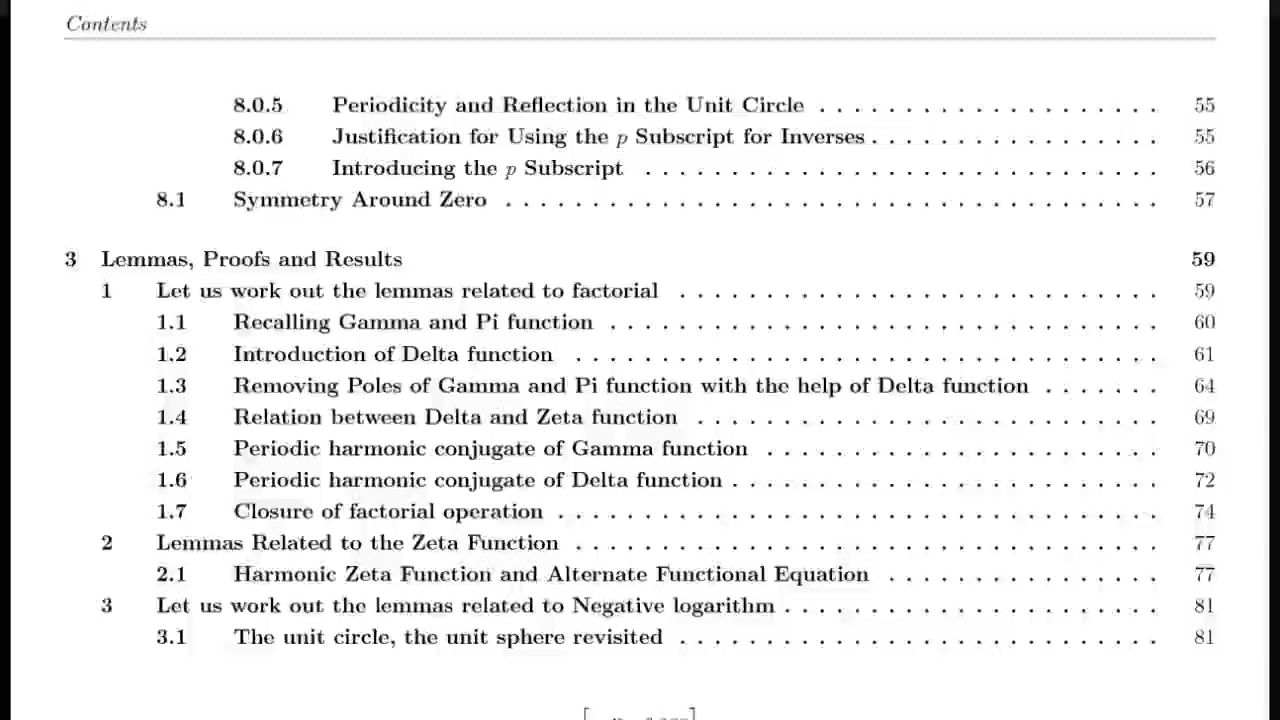 Contents
8.0.5 Periodicity and Reflection in the Unit Circle . . . . . . . . . . . . . . . . . . . . 55
8.0.6 Justification for Using the p Subscript for Inverses . . . . . . . . . . . . . . . . . 55
8.0.7 Introducing the p Subscript . . . . . . . . . . . . . . . . . . . . . . . . . . . . . . 56
8.1 Symmetry Around Zero . . . . . . . . . . . . . . . . . . . . . . . . . . . . . . . . . . . . . . 57
3 Lemmas, Proofs and Results 59
1 Let us work out the lemmas related to factorial . . . . . . . . . . . . . . . . . . . . . . . . . . . . 59
1.1 Recalling Gamma and Pi function . . . . . . . . . . . . . . . . . . . . . . . . . . . . . . . . 60
1.2 Introduction of Delta function . . . . . . . . . . . . . . . . . . . . . . . . . . . . . . . . . . 61
1.3 Removing Poles of Gamma and Pi function with the help of Delta function . . . . . . . 64
1.4 Relation between Delta and Zeta function . . . . . . . . . . . . . . . . . . . . . . . . . . . 69
1.5 Periodic harmonic conjugate of Gamma function . . . . . . . . . . . . . . . . . . . . . . . 70
1.6 Periodic harmonic conjugate of Delta function . . . . . . . . . . . . . . . . . . . . . . . . . 72
1.7 Closure of factorial operation . . . . . . . . . . . . . . . . . . . . . . . . . . . . . . . . . . . 74
2 Lemmas Related to the Zeta Function . . . . . . . . . . . . . . . . . . . . . . . . . . . . . . . . . . 77
2.1 Harmonic Zeta Function and Alternate Functional Equation . . . . . . . . . . . . . . . . 77
3 Let us work out the lemmas related to Negative logarithm . . . . . . . . . . . . . . . . . . . . . . 81
3.1 The unit circle, the unit sphere revisited . . . . . . . . . . . . . . . . . . . . . . . . . . . . 81